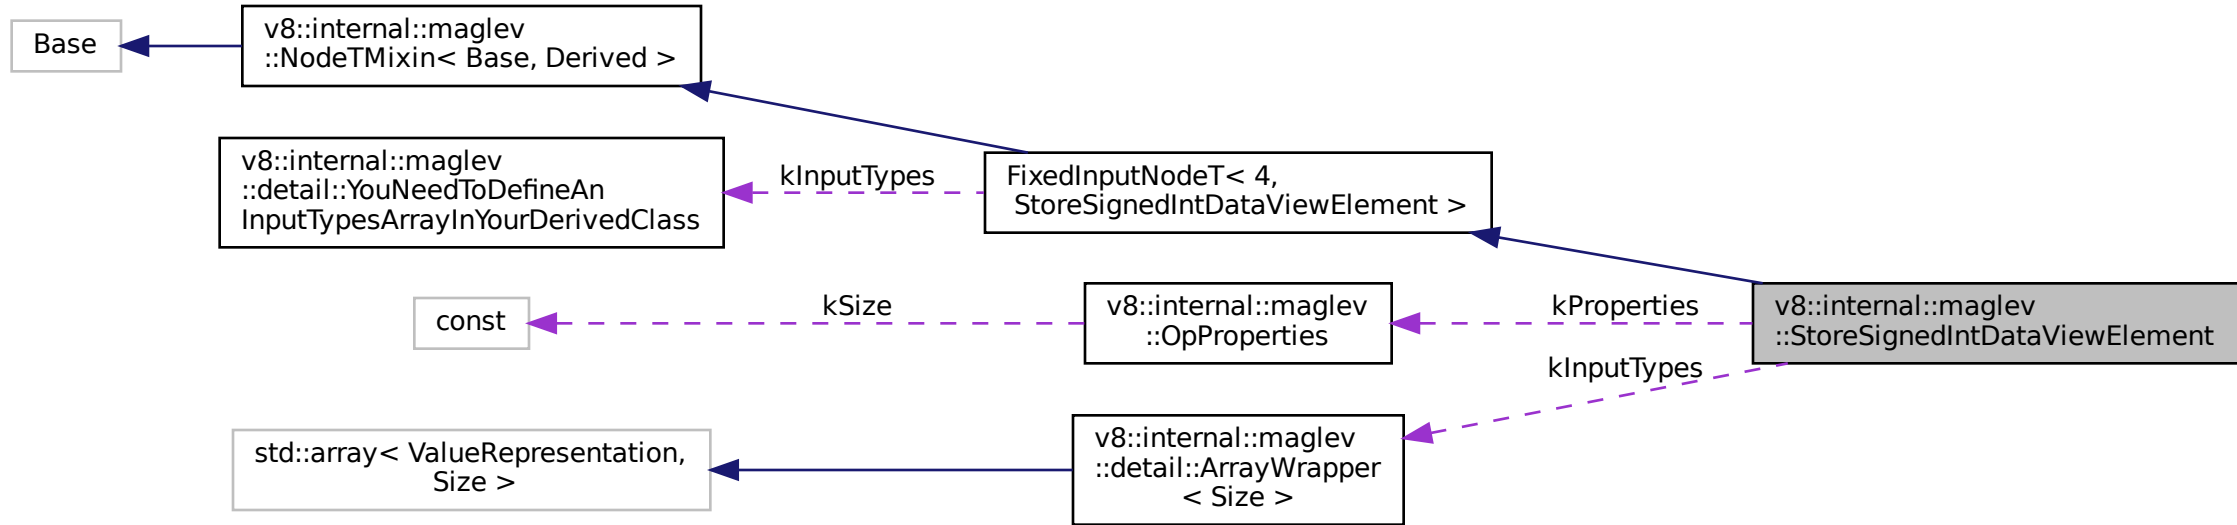 Base
v8::internal::maglev
::NodeTMixin< Base, Derived >
v8::internal::maglev
::detail::YouNeedToDefineAn
InputTypesArrayInYourDerivedClass
kInputTypes
FixedInputNodeT< 4,
StoreSignedIntDataViewElement >
const
kSize
v8::internal::maglev
::OpProperties
kProperties
v8::internal::maglev
::StoreSignedIntDataViewElement
kInputTypes
std::array< ValueRepresentation,
Size >
v8::internal::maglev
::detail::ArrayWrapper
< Size >